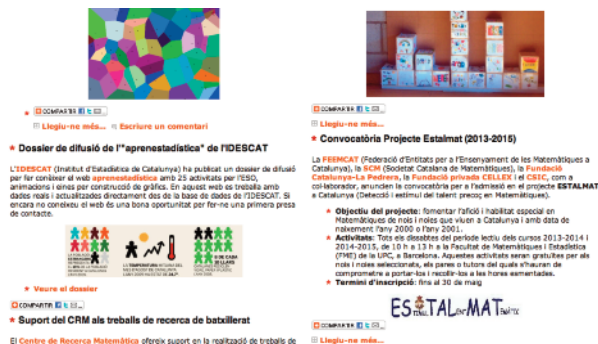 COMPARTIR
Llegiu-ne més... Escriure un comentari
Dossier de difusió de l'"aprenestadística" de l'IDESCAT
L'IDESCAT (Institut d'Estadística de Catalunya) ha publicat un dossier de difusió
per fer conèixer el web aprenestadística amb 25 activitats per l'ESO,
animacions i eines per construcció de gràfics. En aquest web es treballa amb
dades reals i actualitzades directament des de la base de dades de l'IDESCAT. Si
encara no coneixeu el web és una bona oportunitat per fer-ne una primera presa
de contacte.
LA TEMPERATURA MITJANA DEL
6 DE CADA
10 LLARS
Veure el dossier
COMPARTIR
Suport del CRM als treballs de recerca de batxillerat
El Centre de Recerca Matemàtica ofereix suport en la realització de treballs de
COMPARTIR
Llegiu-ne més...
Convocatòria Projecte Estalmat (2013-2015)
La FEEMCAT (Federació d'Entitats per a l'Ensenyament de les Matemàtiques a
Catalunya), la SCM (Societat Catalana de Matemàtiques), la Fundació
Catalunya-La Pedrera, la Fundació privada CELLEX i el CSIC, com a
col·laborador, anuncien la convocatòria per a l'admissió en el projecte ESTALMAT
a Catalunya (Detecció i estímul del talent precoç en Matemàtiques).
Objectiu del projecte: fomentar l'afició i habilitat especial en
Matemàtiques de nois i noies que viuen a Catalunya i amb data de
naixement l'any 2000 o l'any 2001.
Activitats: Tots els dissabtes del període lectiu dels cursos 2013-2014 i
2014-2015, de 10 h a 13 h a la Facultat de Matemàtiques i Estadística
(FME) de la UPC, a Barcelona. Aquestes activitats seran gratuïtes per als
nois i noies seleccionats, els pares o tutors del quals s'hauran de
comprometre a portar-los i recollir-los a les hores esmentades.
Termini d'inscripció: fins al 30 de maig
ESTALMAT
COMPARTIR
Llegiu-ne més...